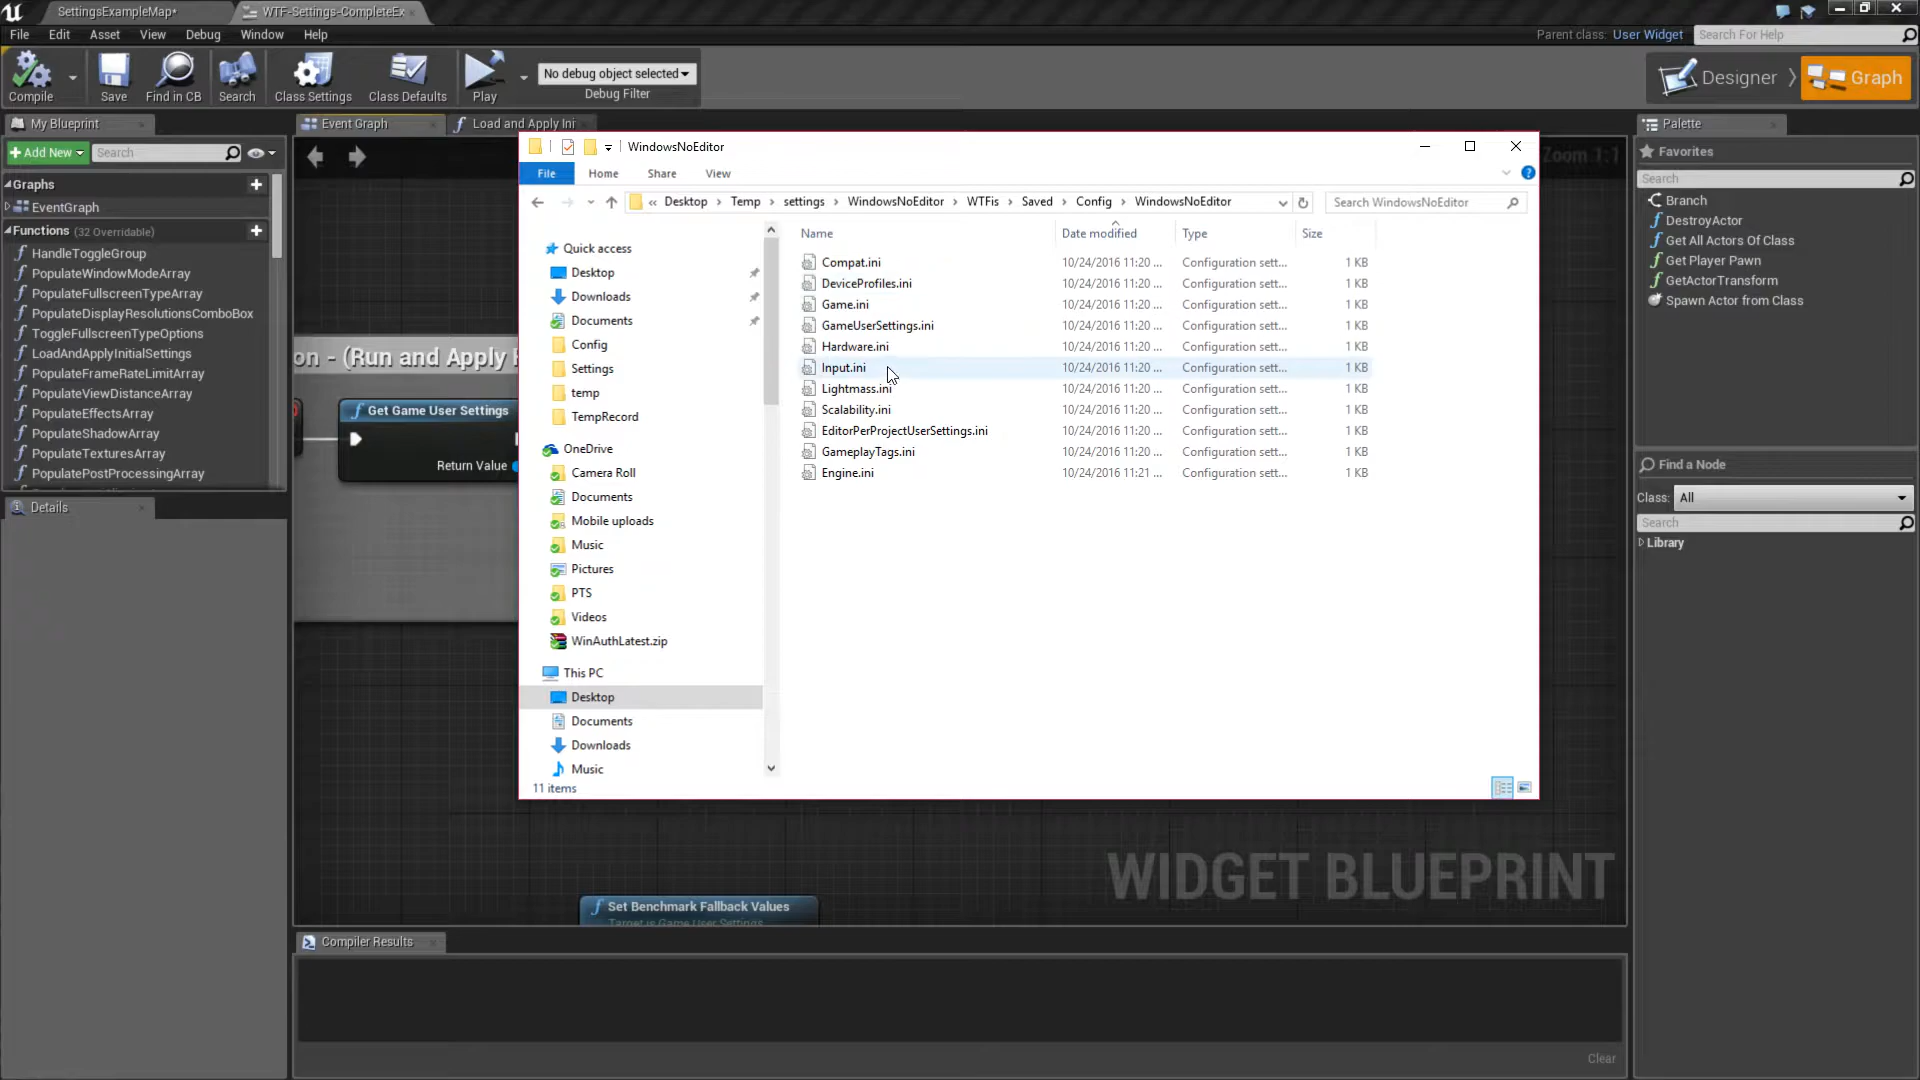 SettingsExampleMap*
WTF-Settings-CompleteEx
File Edit Asset View Debug Window Help
Parent class: User Widget
Search For Help
Compile
Save
Find in CB
Search
Class Settings
Class Defaults
Play
No debug object selected
Debug Filter
Designer
Graph
My Blueprint
Event Graph
Load and Apply Ini
Palette
Add New
Search
Graphs
EventGraph
Functions (32 Overridable)
HandleToggleGroup
PopulateWindowModeArray
PopulateFullscreenTypeArray
PopulateDisplayResolutionsComboBox
ToggleFullscreenTypeOptions
LoadAndApplyInitialSettings
PopulateFrameRateLimitArray
PopulateViewDistanceArray
PopulateEffectsArray
PopulateShadowArray
PopulateTexturesArray
PopulatePostProcessingArray
Details
on - (Run and Apply
Get Game User Settings
Return Value
Zoom 1:1
WindowsNoEditor
File Home Share View
« Desktop > Temp > settings > WindowsNoEditor > WTFis > Saved > Config > WindowsNoEditor
Search WindowsNoEditor
Quick access
Desktop
Downloads
Documents
Config
Settings
temp
TempRecord
OneDrive
Camera Roll
Documents
Mobile uploads
Music
Pictures
PTS
Videos
WinAuthLatest.zip
This PC
Desktop
Documents
Downloads
Music
Name Date modified Type Size
Compat.ini 10/24/2016 11:20 ... Configuration sett... 1 KB
DeviceProfiles.ini 10/24/2016 11:20 ... Configuration sett... 1 KB
Game.ini 10/24/2016 11:20 ... Configuration sett... 1 KB
GameUserSettings.ini 10/24/2016 11:20 ... Configuration sett... 1 KB
Hardware.ini 10/24/2016 11:20 ... Configuration sett... 1 KB
Input.ini 10/24/2016 11:20 ... Configuration sett... 1 KB
Lightmass.ini 10/24/2016 11:20 ... Configuration sett... 1 KB
Scalability.ini 10/24/2016 11:20 ... Configuration sett... 1 KB
EditorPerProjectUserSettings.ini 10/24/2016 11:20 ... Configuration sett... 1 KB
GameplayTags.ini 10/24/2016 11:20 ... Configuration sett... 1 KB
Engine.ini 10/24/2016 11:21 ... Configuration sett... 1 KB
11 items
Favorites
Search
Branch
DestroyActor
Get All Actors Of Class
Get Player Pawn
GetActorTransform
Spawn Actor from Class
Find a Node
Class: All
Search
Library
WIDGET BLUEPRINT
Set Benchmark Fallback Values
Target is Game User Settings
Compiler Results
Clear